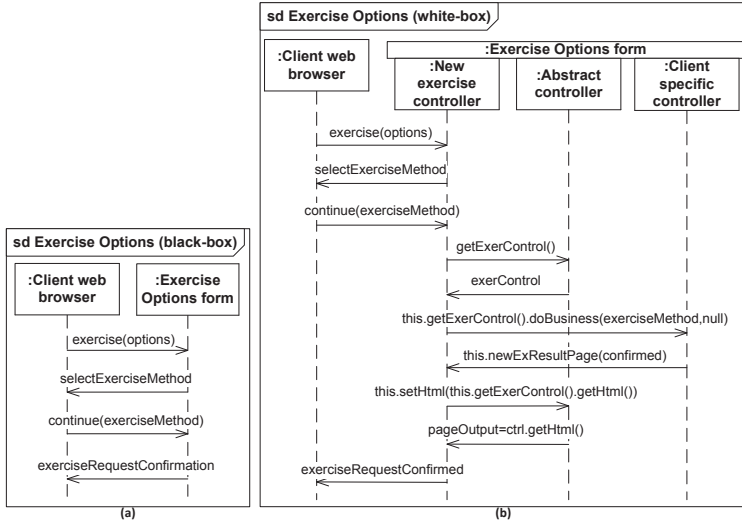 sd Exercise Options (black-box)
:Client web
browser
:Exercise
Options form
exercise(options)
selectExerciseMethod
continue(exerciseMethod)
exerciseRequestConfirmation
(a)
sd Exercise Options (white-box)
:Client web
browser
:Exercise Options form
:New
exercise
controller
:Abstract
controller
:Client
specific
controller
exercise(options)
selectExerciseMethod
continue(exerciseMethod)
getExerControl()
exerControl
this.getExerControl().doBusiness(exerciseMethod,null)
this.newExResultPage(confirmed)
this.setHtml(this.getExerControl().getHtml())
pageOutput=ctrl.getHtml()
exerciseRequestConfirmed
(b)